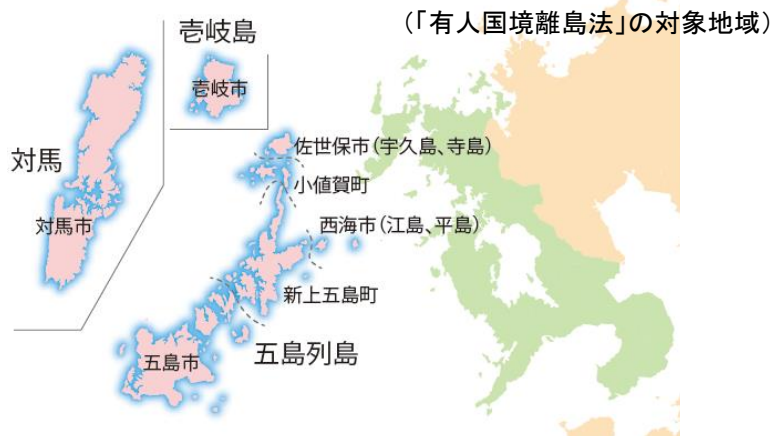 (「有人国境離島法」の対象地域)
壱岐島
壱岐市
佐世保市(宇久島、寺島)
対馬
小値賀町
対馬市
西海市(江島、平島)
新上五島町
五島列島
五島市